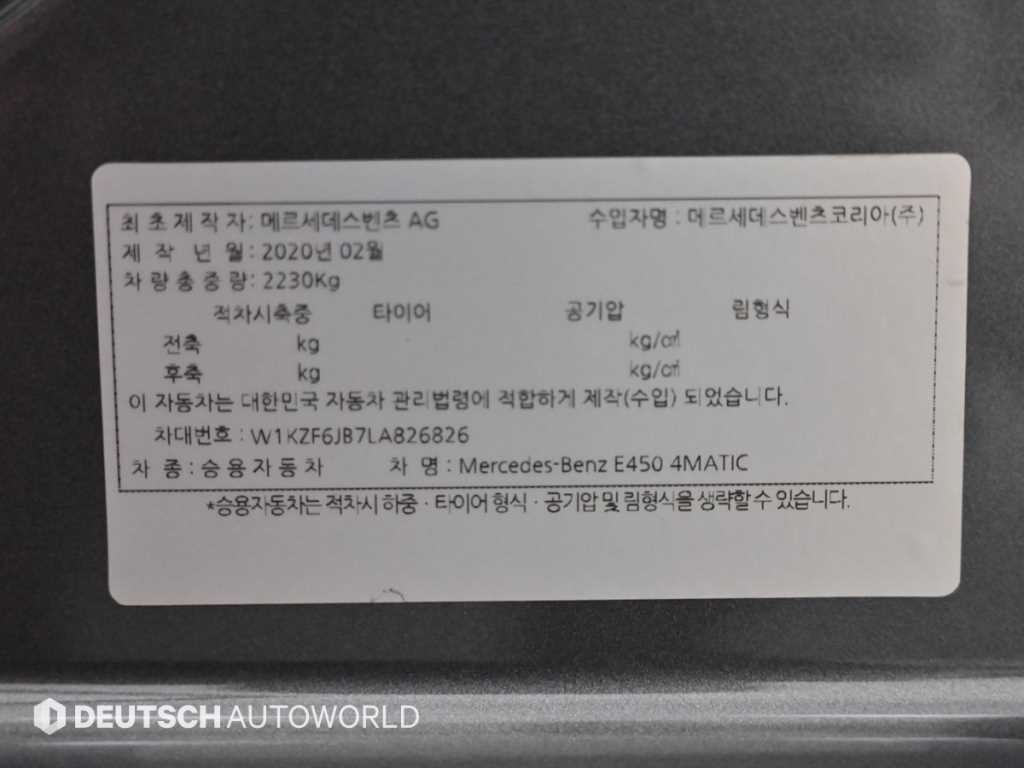 최 초 제 작 자 : 메르세데스벤츠 AG 수입자명 : 메르세데스벤츠코리아(주)
제 작 년 월 : 2020년 02월
차 량 총 중 량 : 2230Kg
적차시축중 타이어 공기압 림형식
전축 kg kg/㎠
후축 kg kg/㎠
이 자동차는 대한민국 자동차 관리법령에 적합하게 제작(수입) 되었습니다.
차대번호 : W1KZF6JB7LA826826
차 종 : 승 용 자 동 차 차 명 : Mercedes-Benz E450 4MATIC
*승용자동차는 적차시 하중 · 타이어 형식 · 공기압 및 림형식을 생략할 수 있습니다.
DEUTSCH AUTOWORLD